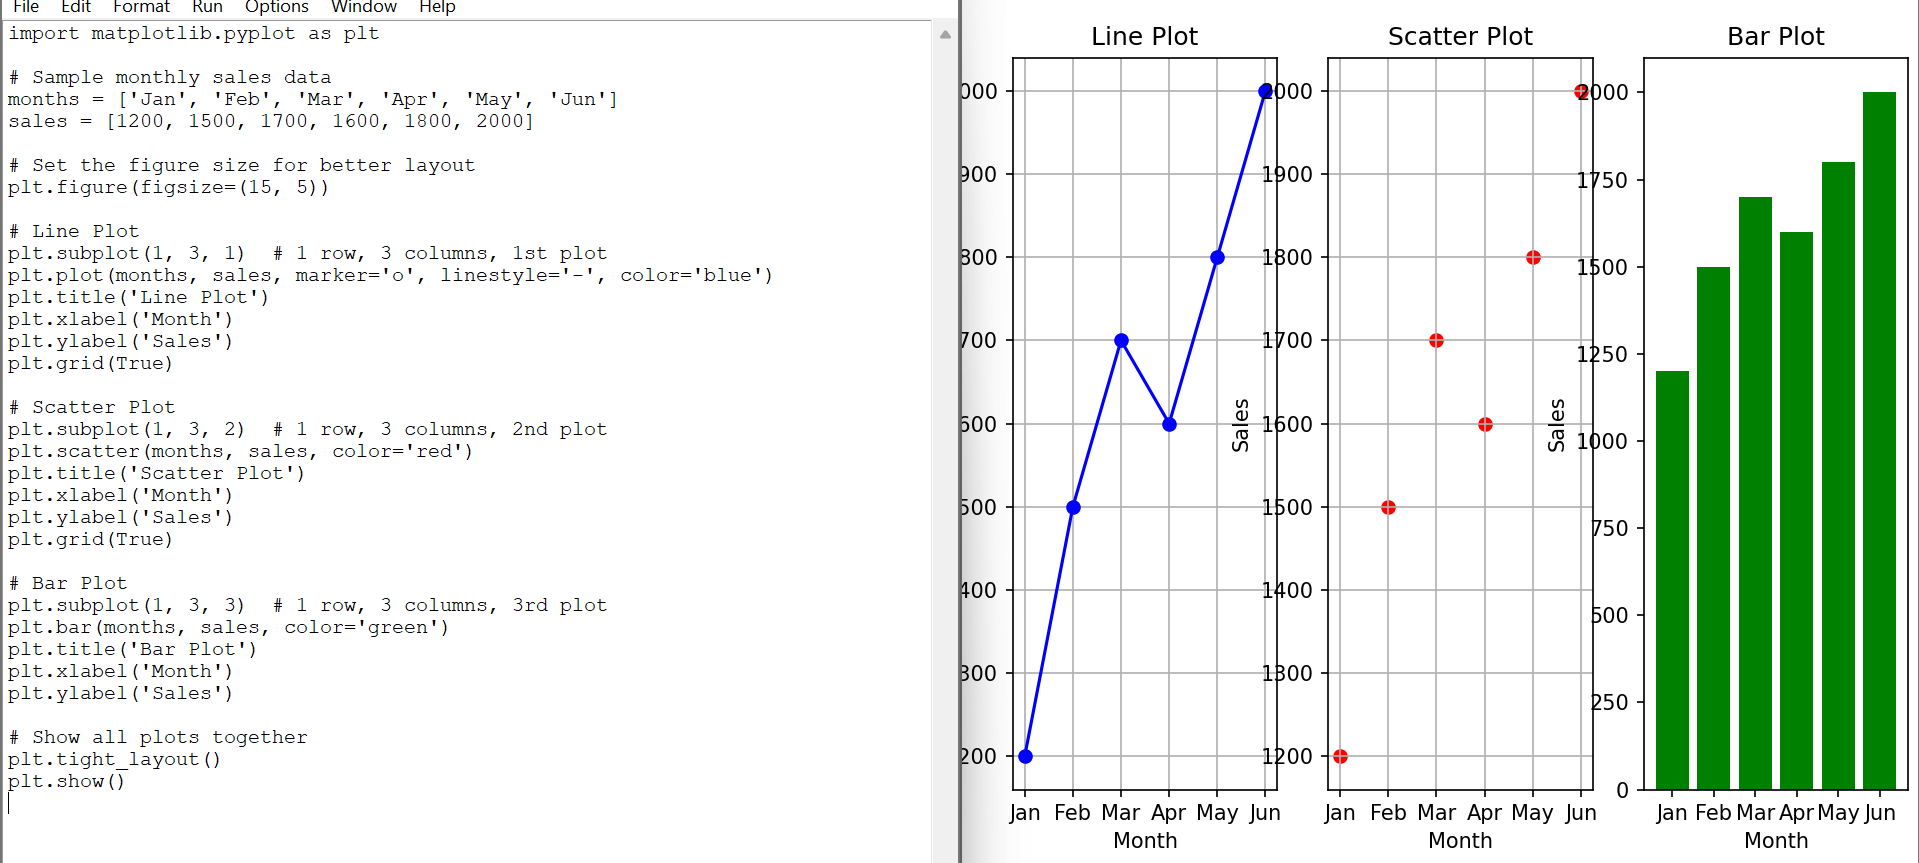 File Edit Format Run Options Window Help
import matplotlib.pyplot as plt
# Sample monthly sales data
months = ['Jan', 'Feb', 'Mar', 'Apr', 'May', 'Jun']
sales = [1200, 1500, 1700, 1600, 1800, 2000]
# Set the figure size for better layout
plt.figure(figsize=(15, 5))
# Line Plot
plt.subplot(1, 3, 1)  # 1 row, 3 columns, 1st plot
plt.plot(months, sales, marker='o', linestyle='-', color='blue')
plt.title('Line Plot')
plt.xlabel('Month')
plt.ylabel('Sales')
plt.grid(True)
# Scatter Plot
plt.subplot(1, 3, 2)  # 1 row, 3 columns, 2nd plot
plt.scatter(months, sales, color='red')
plt.title('Scatter Plot')
plt.xlabel('Month')
plt.ylabel('Sales')
plt.grid(True)
# Bar Plot
plt.subplot(1, 3, 3)  # 1 row, 3 columns, 3rd plot
plt.bar(months, sales, color='green')
plt.title('Bar Plot')
plt.xlabel('Month')
plt.ylabel('Sales')
# Show all plots together
plt.tight_layout()
plt.show()
Line Plot
000
900
800
700
600
500
400
300
200
Jan Feb Mar Apr May Jun
Month
Scatter Plot
Sales
2000
1900
1800
1700
1600
1500
1400
1300
1200
Jan Feb Mar Apr May Jun
Month
Bar Plot
Sales
2000
1750
1500
1250
1000
750
500
250
0
Jan Feb Mar Apr May Jun
Month